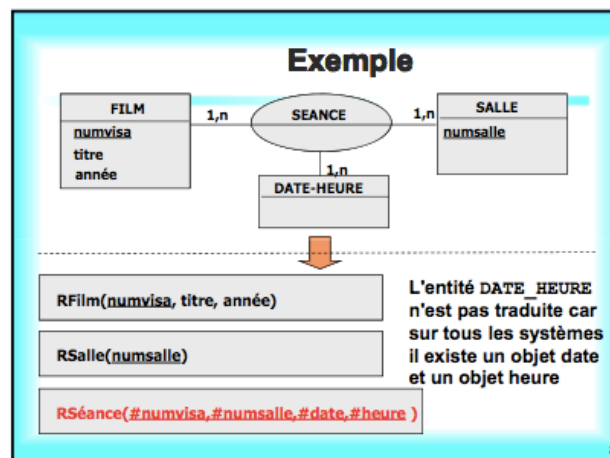 Exemple
FILM
numvisa
titre
année
1,n
SEANCE
1,n
SALLE
numsalle
1,n
DATE-HEURE
RFilm(numvisa, titre, année)
RSalle(numsalle)
RSéance(#numvisa,#numsalle,#date,#heure )
L'entité DATE_HEURE
n'est pas traduite car
sur tous les systèmes
il existe un objet date
et un objet heure